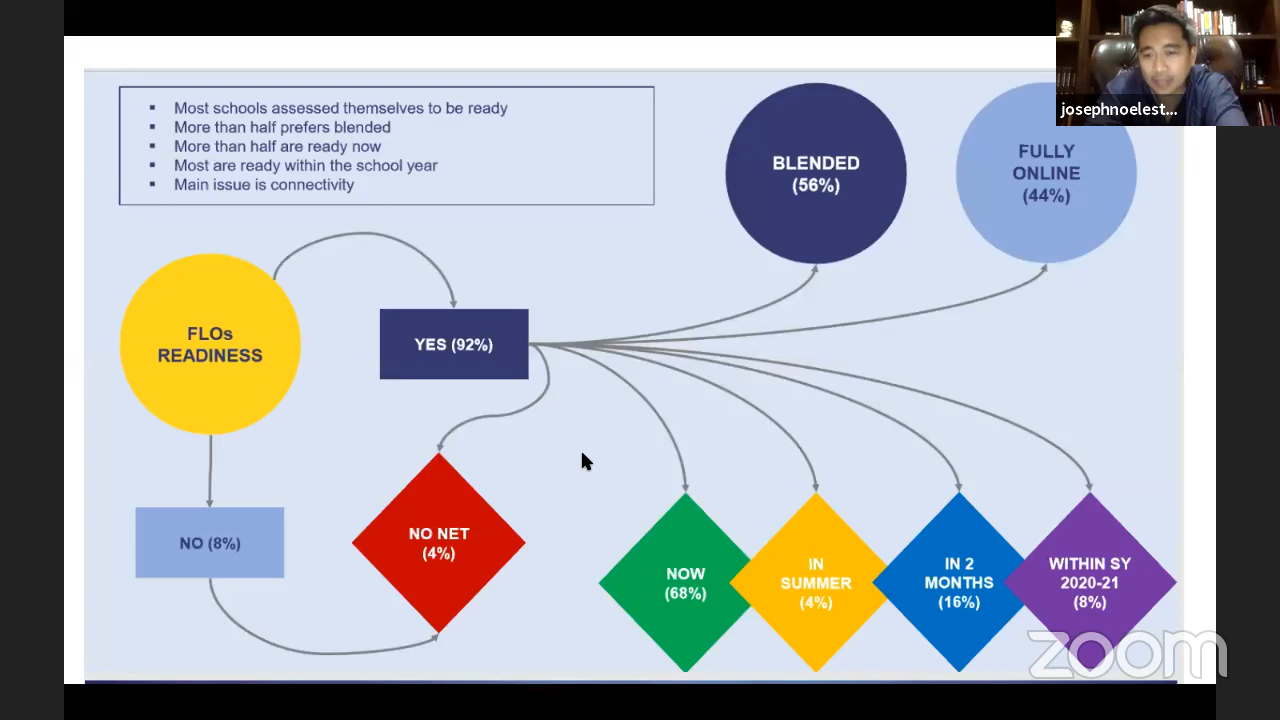 ▪ Most schools assessed themselves to be ready
▪ More than half prefers blended
▪ More than half are ready now
▪ Most are ready within the school year
▪ Main issue is connectivity
josephnoelest...
BLENDED
(56%)
FULLY
ONLINE
(44%)
FLOs
READINESS
YES (92%)
NO (8%)
NO NET
(4%)
NOW
(68%)
IN
SUMMER
(4%)
IN 2
MONTHS
(16%)
WITHIN SY
2020-21
(8%)
zoom